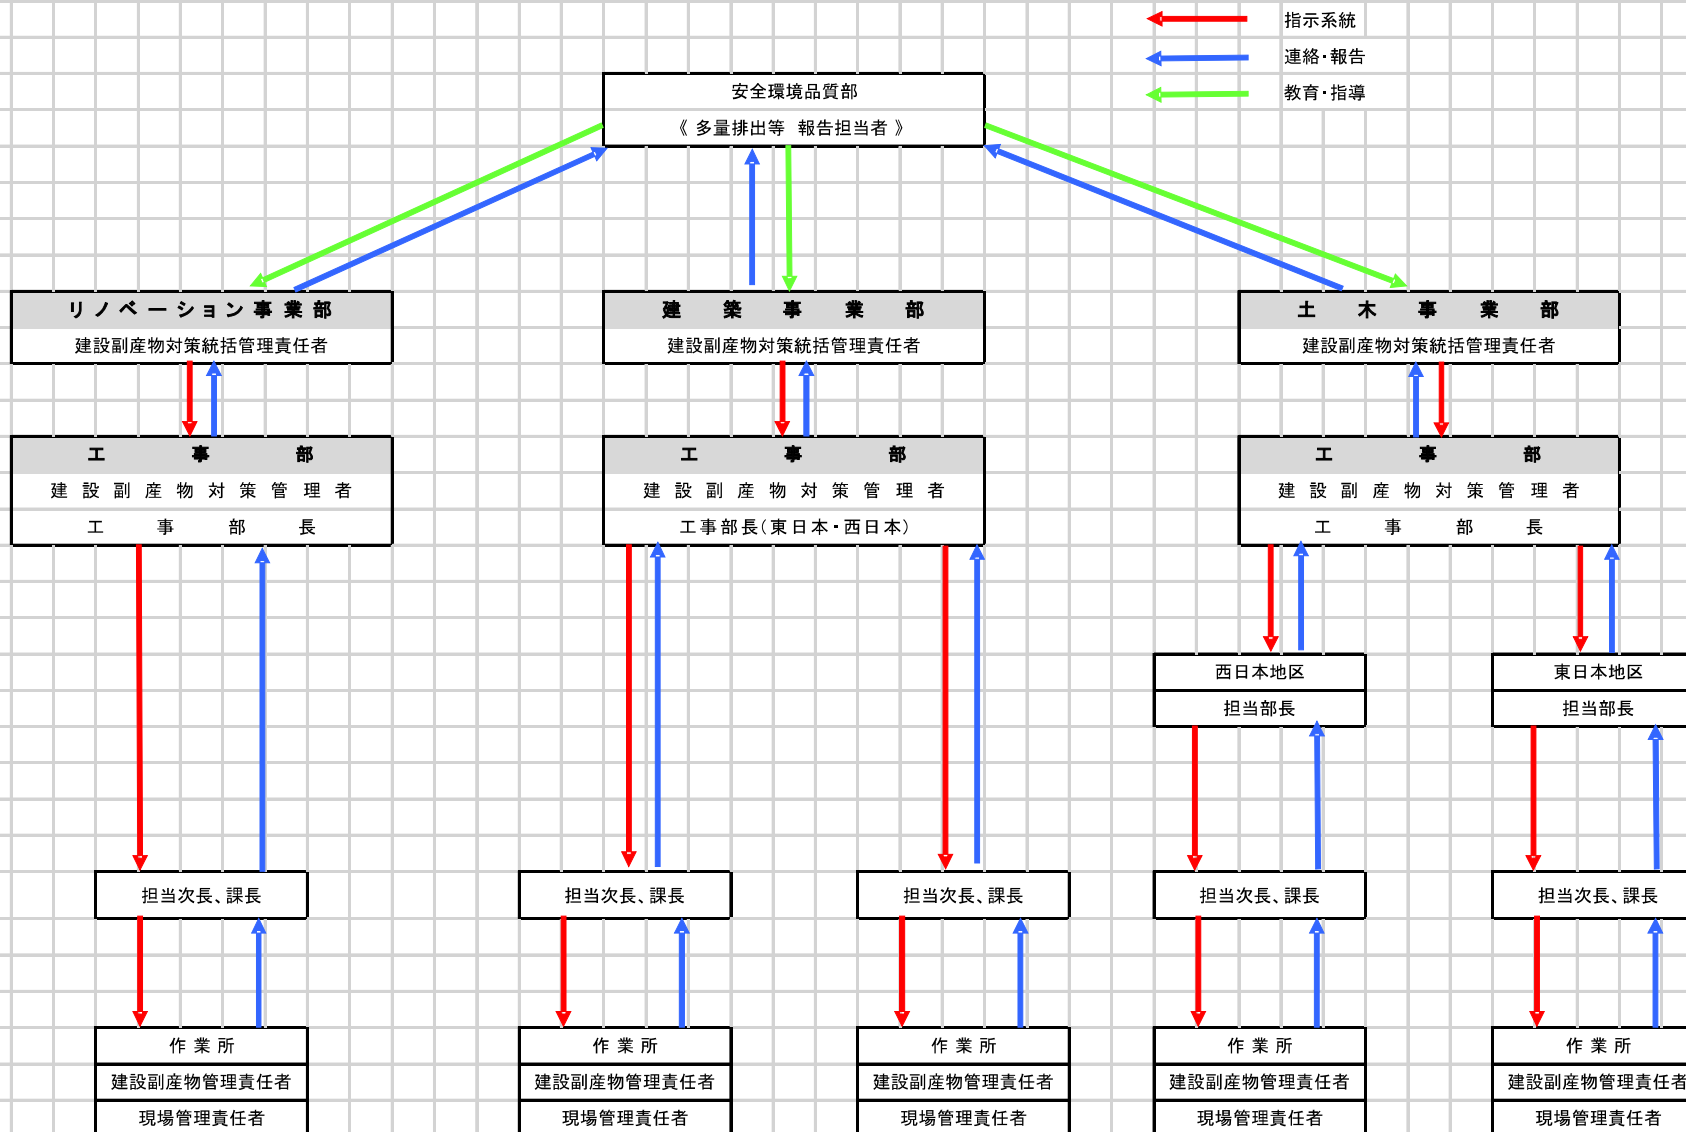 指示系統
連絡・報告
教育・指導
安全環境品質部
《 多量排出等 報告担当者 》
リノベーション事業部
建設副産物対策統括管理責任者
建築事業部
建設副産物対策統括管理責任者
土木事業部
建設副産物対策統括管理責任者
工事部
建設副産物対策管理者
工事部長
工事部
建設副産物対策管理者
工事部長(東日本・西日本)
工事部
建設副産物対策管理者
工事部長
西日本地区
担当部長
東日本地区
担当部長
担当次長、課長
担当次長、課長
担当次長、課長
担当次長、課長
担当次長、課長
作業所
建設副産物管理責任者
現場管理責任者
作業所
建設副産物管理責任者
現場管理責任者
作業所
建設副産物管理責任者
現場管理責任者
作業所
建設副産物管理責任者
現場管理責任者
作業所
建設副産物管理責任者
現場管理責任者